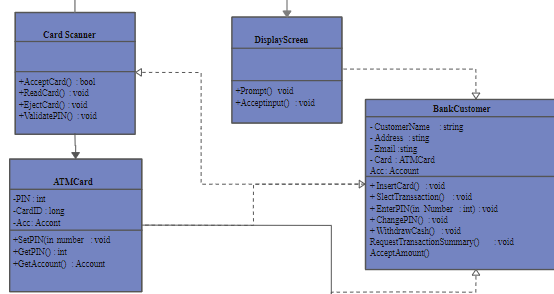 Card Scanner
+AcceptCard() : bool
+ReadCard() : void
+EjectCard() : void
+ValidatePIN() : void
DisplayScreen
+Prompt() void
+Acceptinput() : void
BankCustomer
- CustomerName : string
- Address : sting
- Email :sting
- Card : ATMCard
Acc: Account
+ InsertCard() : void
+ SlectTranssaction() : void
+ EnterPIN(in Number : int) : void
+ ChangePIN() : void
+ WithdrawCash() : void
RequestTransactionSummary() : void
AcceptAmount()
ATMCard
-PIN : int
-CardID : long
-Acc: Accont
+SetPIN(in number : void
+GetPIN() : int
+GetAccount() : Account